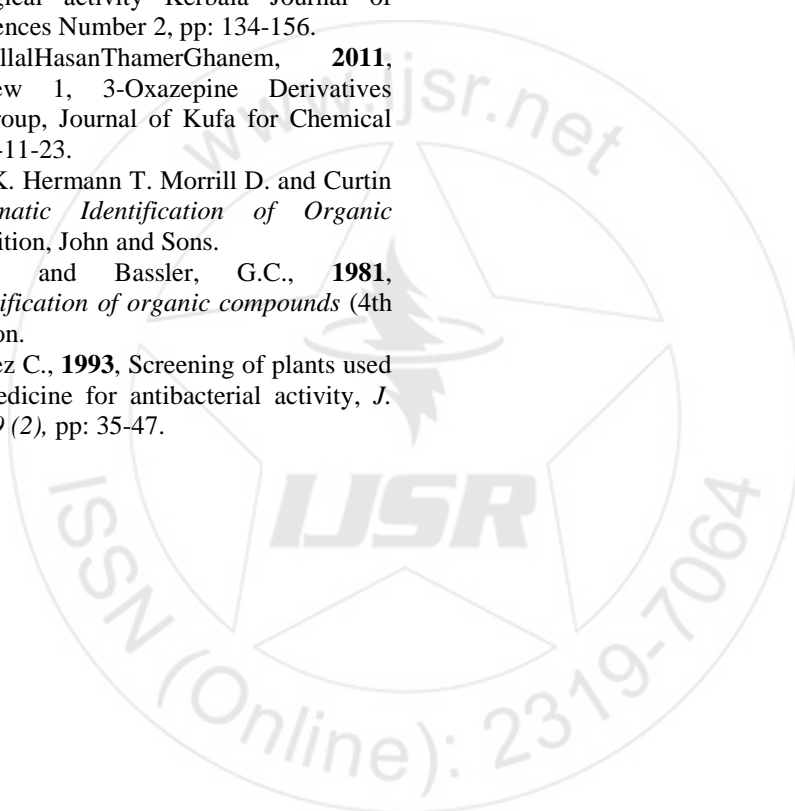 activity Kerbala Journal of
ences Number 2, pp: 134-156.
llalHasanThamerGhanem, 2011,
ew 1, 3-Oxazepine Derivatives
roup, Journal of Kufa for Chemical
-11-23.
K. Hermann T. Morrill D. and Curtin
matic Identification of Organic
ition, John and Sons.
and Bassler, G.C., 1981,
ification of organic compounds (4th
on.
ez C., 1993, Screening of plants used
edicine for antibacterial activity, J.
9 (2), pp: 35-47.
www.ijsr.net
IJSR
ISSN (Online): 2319-7064